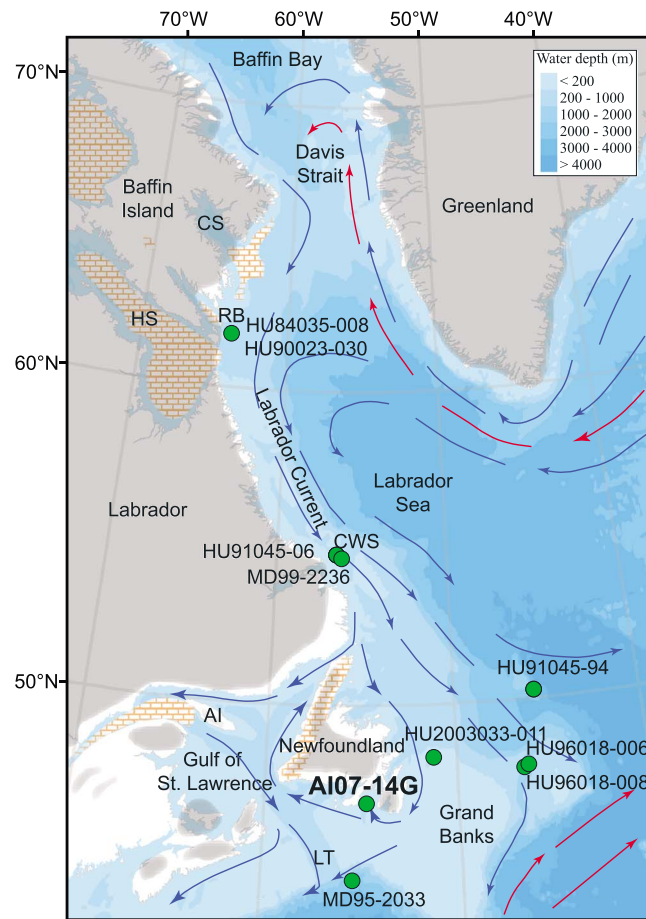 70°W
60°W
50°W
40°W
70°N
60°N
50°N
Water depth (m)
< 200
200 - 1000
1000 - 2000
2000 - 3000
3000 - 4000
> 4000
Baffin Bay
Davis
Strait
Baffin
Island
Greenland
CS
HS
RB
HU84035-008
HU90023-030
Labrador Current
Labrador
Sea
Labrador
CWS
HU91045-06
MD99-2236
HU91045-94
AI
HU2003033-011
Newfoundland
HU96018-006
Gulf of
St. Lawrence
HU96018-008
AI07-14G
Grand
Banks
LT
MD95-2033